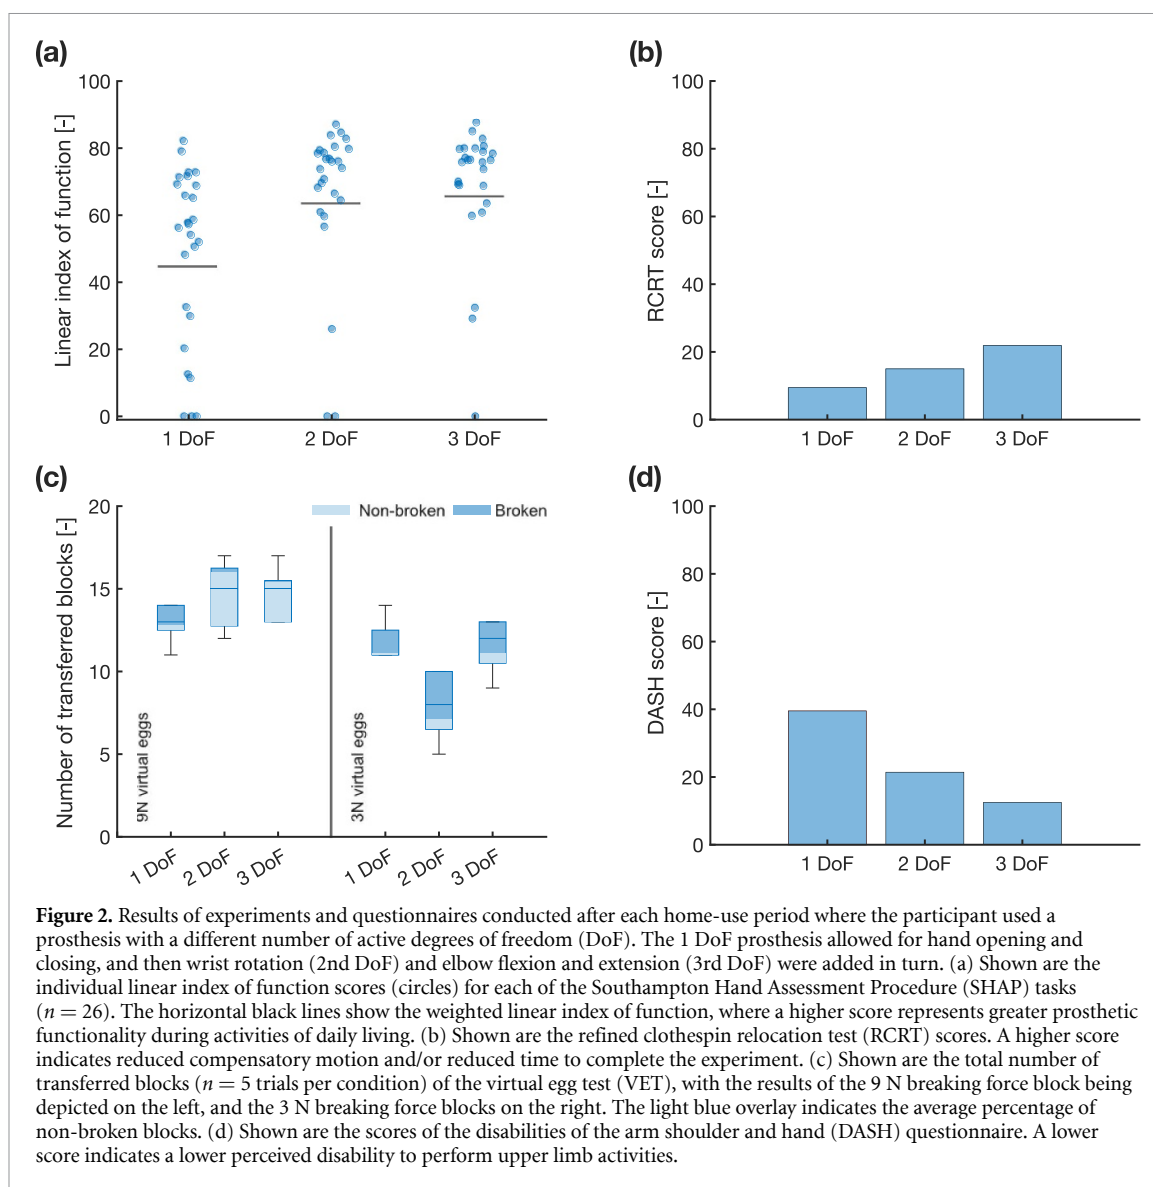 (a)
Linear index of function [-]
100
80
60
40
20
0
1 DoF 2 DoF 3 DoF
(b)
RCRT score [-]
100
80
60
40
20
0
1 DoF 2 DoF 3 DoF
(c)
Number of transferred blocks [-]
20
15
10
5
0
Non-broken Broken
9N virtual eggs
3N virtual eggs
1 DoF 2 DoF 3 DoF 1 DoF 2 DoF 3 DoF
(d)
DASH score [-]
100
80
60
40
20
0
1 DoF 2 DoF 3 DoF
Figure 2. Results of experiments and questionnaires conducted after each home-use period where the participant used a
prosthesis with a different number of active degrees of freedom (DoF). The 1 DoF prosthesis allowed for hand opening and
closing, and then wrist rotation (2nd DoF) and elbow flexion and extension (3rd DoF) were added in turn. (a) Shown are the
individual linear index of function scores (circles) for each of the Southampton Hand Assessment Procedure (SHAP) tasks
(n = 26). The horizontal black lines show the weighted linear index of function, where a higher score represents greater prosthetic
functionality during activities of daily living. (b) Shown are the refined clothespin relocation test (RCRT) scores. A higher score
indicates reduced compensatory motion and/or reduced time to complete the experiment. (c) Shown are the total number of
transferred blocks (n = 5 trials per condition) of the virtual egg test (VET), with the results of the 9 N breaking force block being
depicted on the left, and the 3 N breaking force blocks on the right. The light blue overlay indicates the average percentage of
non-broken blocks. (d) Shown are the scores of the disabilities of the arm shoulder and hand (DASH) questionnaire. A lower
score indicates a lower perceived disability to perform upper limb activities.